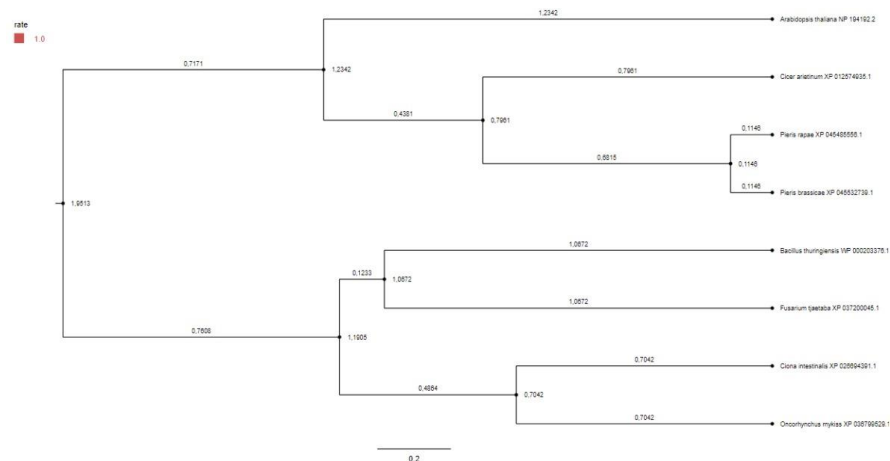 rate
1.0
1,2342
Arabidopsis thaliana NP 194192.2
0,7171
1,2342
0,7961
Cicer arietinum XP 012574935.1
0,4381
0,7961
0,1146
Pieris rapae XP 045485556.1
0,6815
0,1146
0,1146
Pieris brassicae XP 045532739.1
1,9513
1,0672
Bacillus thuringiensis WP 000203376.1
0,1233
1,0672
1,0672
Fusarium tjaetaba XP 037200045.1
0,7608
1,1905
0,7042
Ciona intestinalis XP 026694391.1
0,4864
0,7042
0,7042
Oncorhynchus mykiss XP 036799529.1
0.2